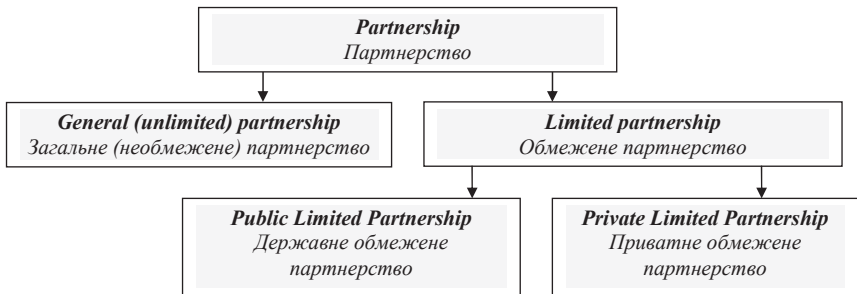 Partnership
Партнерство
General (unlimited) partnership
Загальне (необмежене) партнерство
Limited partnership
Обмежене партнерство
Public Limited Partnership
Державне обмежене
партнерство
Private Limited Partnership
Приватне обмежене
партнерство